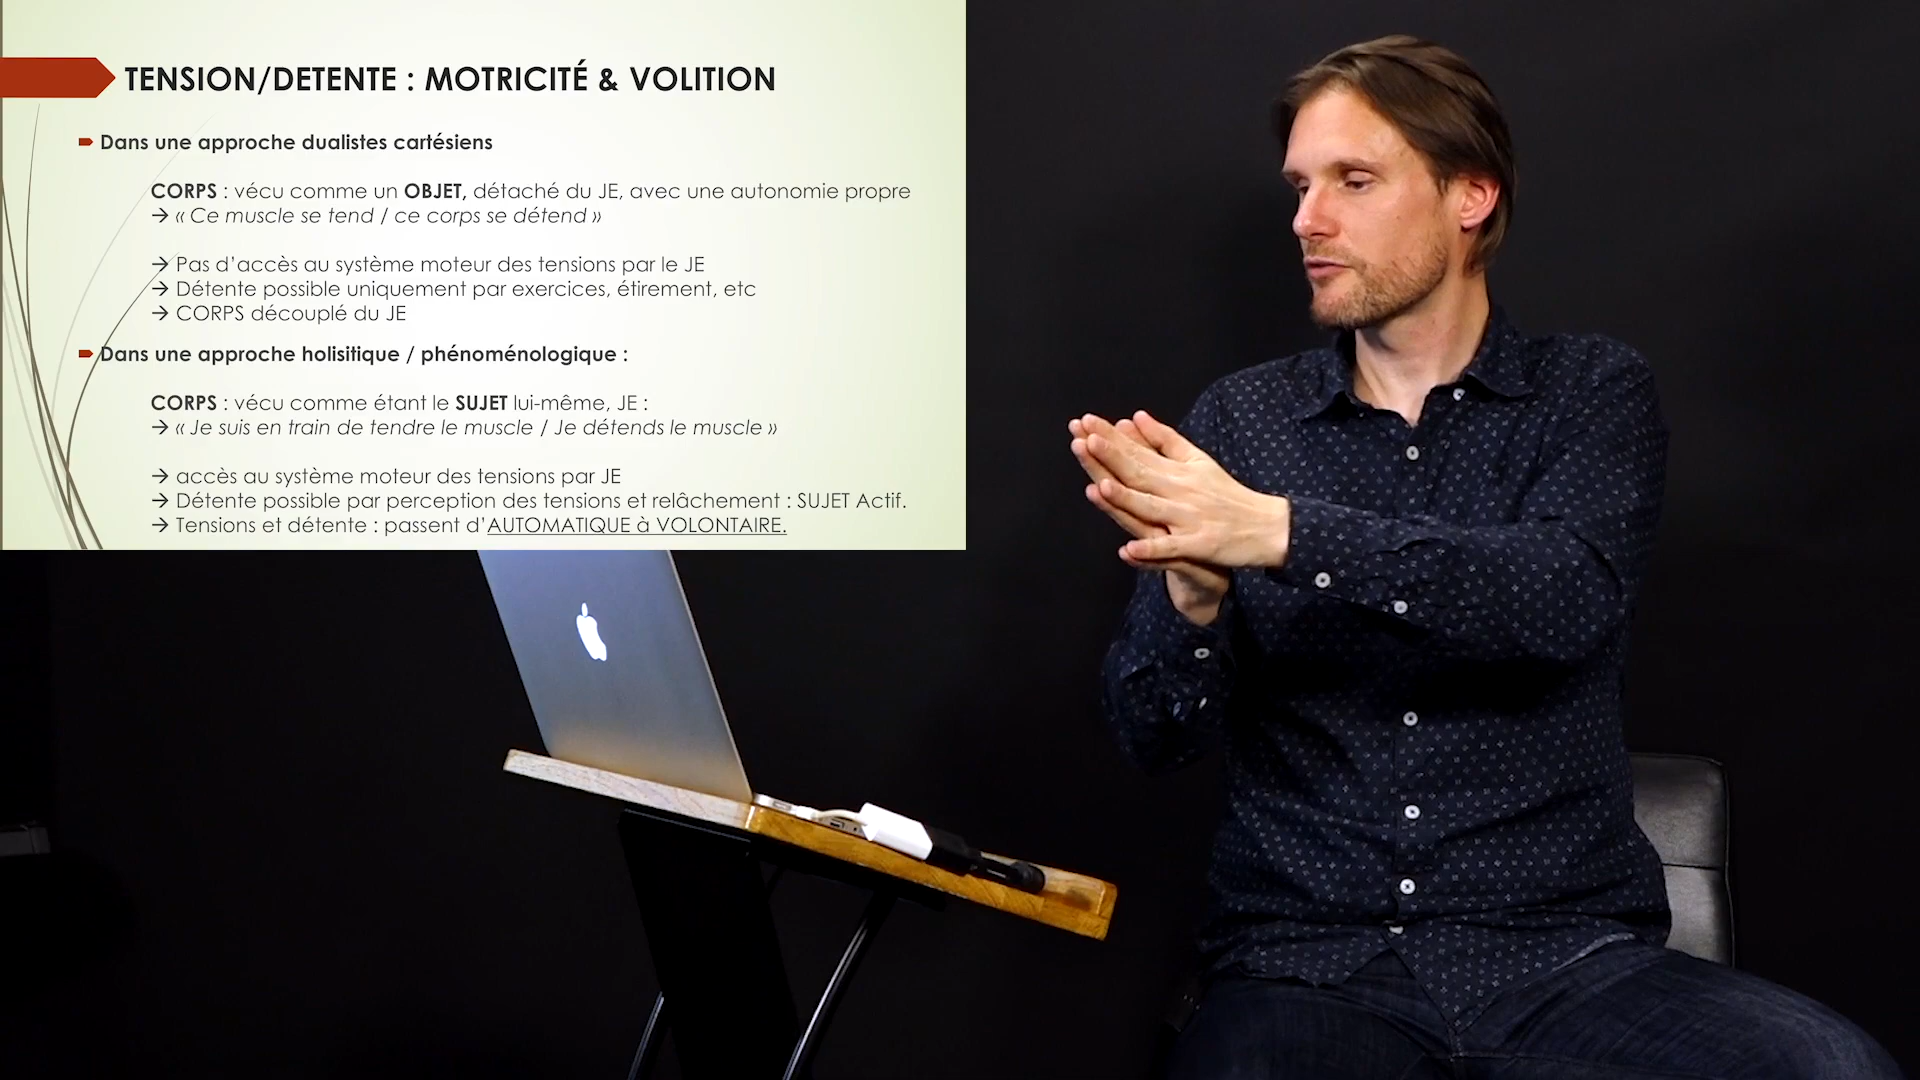 TENSION/DETENTE : MOTRICITÉ & VOLITION
Dans une approche dualistes cartésiens
CORPS : vécu comme un OBJET, détaché du JE, avec une autonomie propre
→ « Ce muscle se tend / ce corps se détend »
→ Pas d’accès au système moteur des tensions par le JE
→ Détente possible uniquement par exercices, étirement, etc
→ CORPS découplé du JE
Dans une approche holisitique / phénoménologique :
CORPS : vécu comme étant le SUJET lui-même, JE :
→ « Je suis en train de tendre le muscle / Je détends le muscle »
→ accès au système moteur des tensions par JE
→ Détente possible par perception des tensions et relâchement : SUJET Actif.
→ Tensions et détente : passent d’AUTOMATIQUE à VOLONTAIRE.